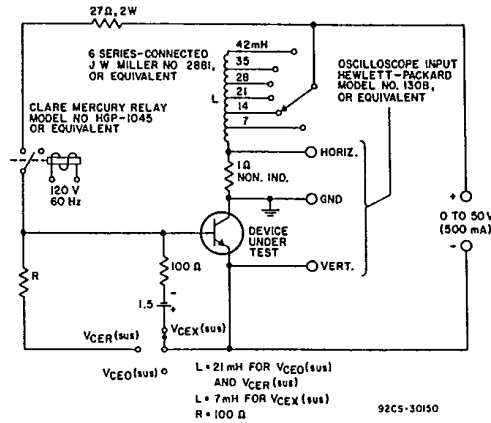 27Ω, 2W
6 SERIES-CONNECTED
J W MILLER NO 2881,
OR EQUIVALENT
42mH
35
28
21
14
7
L
OSCILLOSCOPE INPUT
HEWLETT-PACKARD
MODEL NO. 130B,
OR EQUIVALENT
CLARE MERCURY RELAY
MODEL NO HGP-1045
OR EQUIVALENT
120 V
60 Hz
HORIZ.
1Ω
NON. IND.
GND
DEVICE
UNDER
TEST
VERT.
+
0 TO 50V
(500 mA)
-
R
100 Ω
-
1.5
+
VCER(sus)
VCEX(sus)
VCEO(sus)
L = 21 mH FOR VCEO(sus)
AND VCER(sus)
L = 7mH FOR VCEX(sus)
R = 100 Ω
92CS-30150